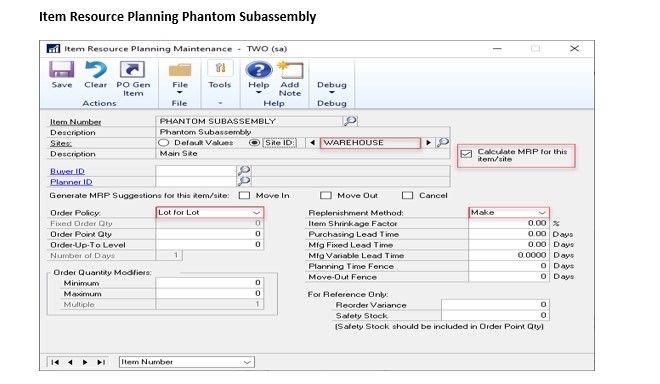 Item Resource Planning Phantom Subassembly
Item Resource Planning Maintenance - TWO (sa)
Save Clear PO Gen Item File Tools Help Add Note Debug
Actions File Help Debug
Item Number PHANTOM SUBASSEMBLY
Description Phantom Subassembly
Sites: Default Values Site ID: WAREHOUSE
Description Main Site
Calculate MRP for this
item/site
Buyer ID
Planner ID
Generate MRP Suggestions for this item/site: Move In Move Out Cancel
Order Policy: Lot for Lot Replenishment Method: Make
Fixed Order Qty 0 Item Shrinkage Factor 0.00 %
Order Point Qty 0 Purchasing Lead Time 0.00 Days
Order-Up-To Level 0 Mfg Fixed Lead Time 0.00 Days
Number of Days 1 Mfg Variable Lead Time 0.0000 Days
Planning Time Fence 0 Days
Order Quantity Modifiers: Move-Out Fence 0 Days
Minimum 0
Maximum 0 For Reference Only:
Multiple 1 Reorder Variance 0
Safety Stock 0
(Safety Stock should be included in Order Point Qty)
Item Number